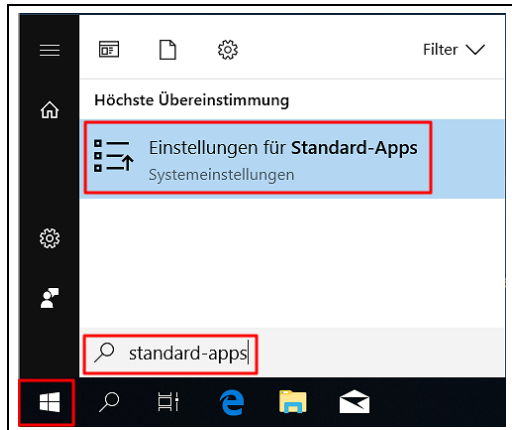 Filter
Höchste Übereinstimmung
Einstellungen für Standard-Apps
Systemeinstellungen
standard-apps